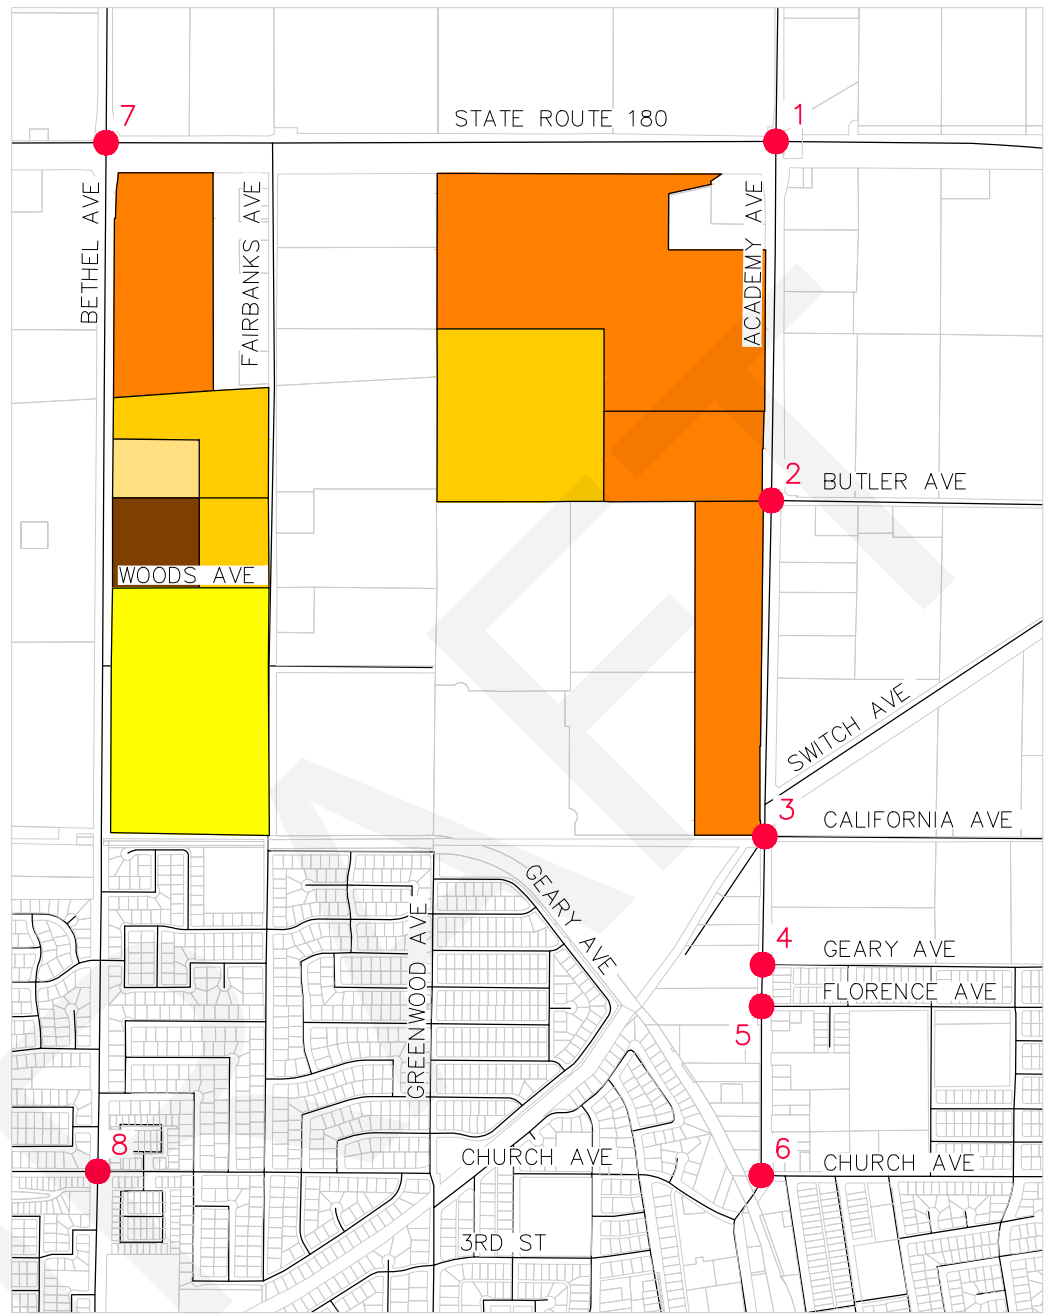 7
STATE ROUTE 180
1
BETHEL AVE
FAIRBANKS AVE
ACADEMY AVE
2
BUTLER AVE
WOODS AVE
SWITCH AVE
3
CALIFORNIA AVE
GEARY AVE
GREENWOOD AVE
4
GEARY AVE
FLORENCE AVE
5
8
CHURCH AVE
6
CHURCH AVE
3RD ST
DRAFT